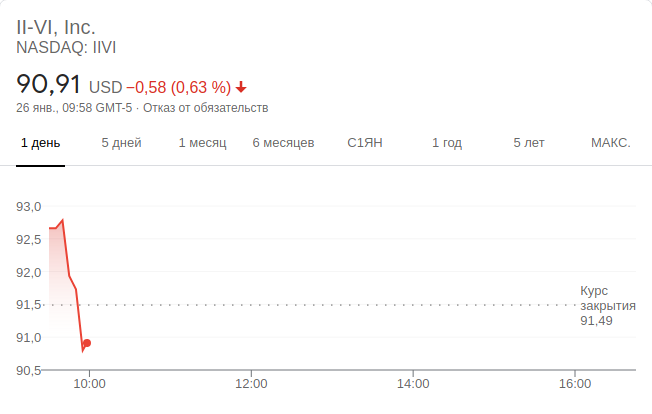 II-VI, Inc.
NASDAQ: IIVI
90,91 USD −0,58 (0,63 %)
26 янв., 09:58 GMT-5 · Отказ от обязательств
1 день 5 дней 1 месяц 6 месяцев С1ЯН 1 год 5 лет МАКС.
93,0
92,5
92,0
91,5
91,0
90,5
Курс
закрытия
91,49
10:00 12:00 14:00 16:00